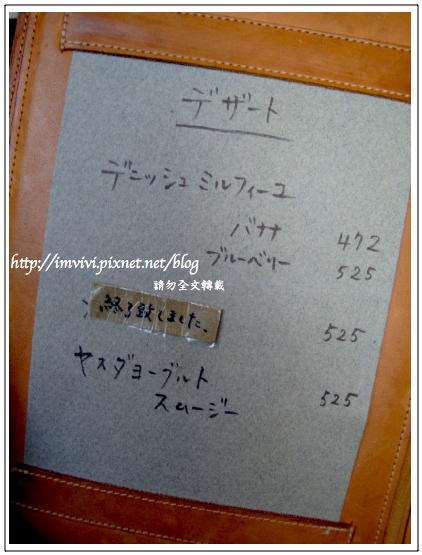 デザート
デニッシュミルフィーユ
バナナ 472
ブルーベリー 525
http://imvivi.pixnet.net/blog
請勿全文轉載
終了致しました。 525
ヤスダヨーグルト
スムージー 525